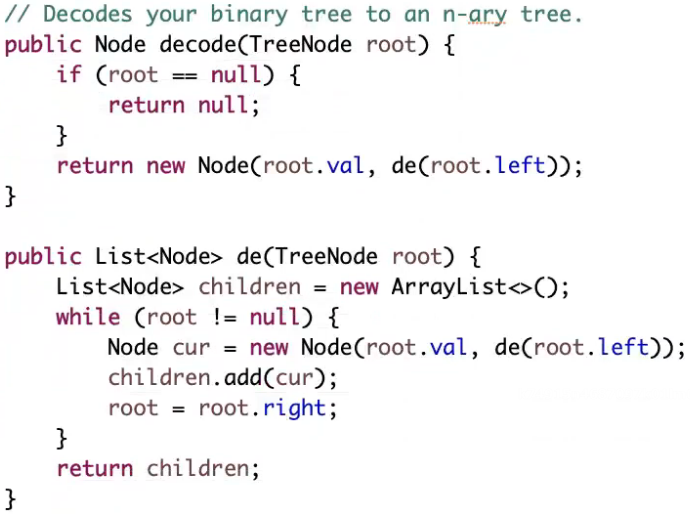 // Decodes your binary tree to an n-ary tree.
public Node decode(TreeNode root) {
    if (root == null) {
        return null;
    }
    return new Node(root.val, de(root.left));
}

public List<Node> de(TreeNode root) {
    List<Node> children = new ArrayList<>();
    while (root != null) {
        Node cur = new Node(root.val, de(root.left));
        children.add(cur);
        root = root.right;
    }
    return children;
}